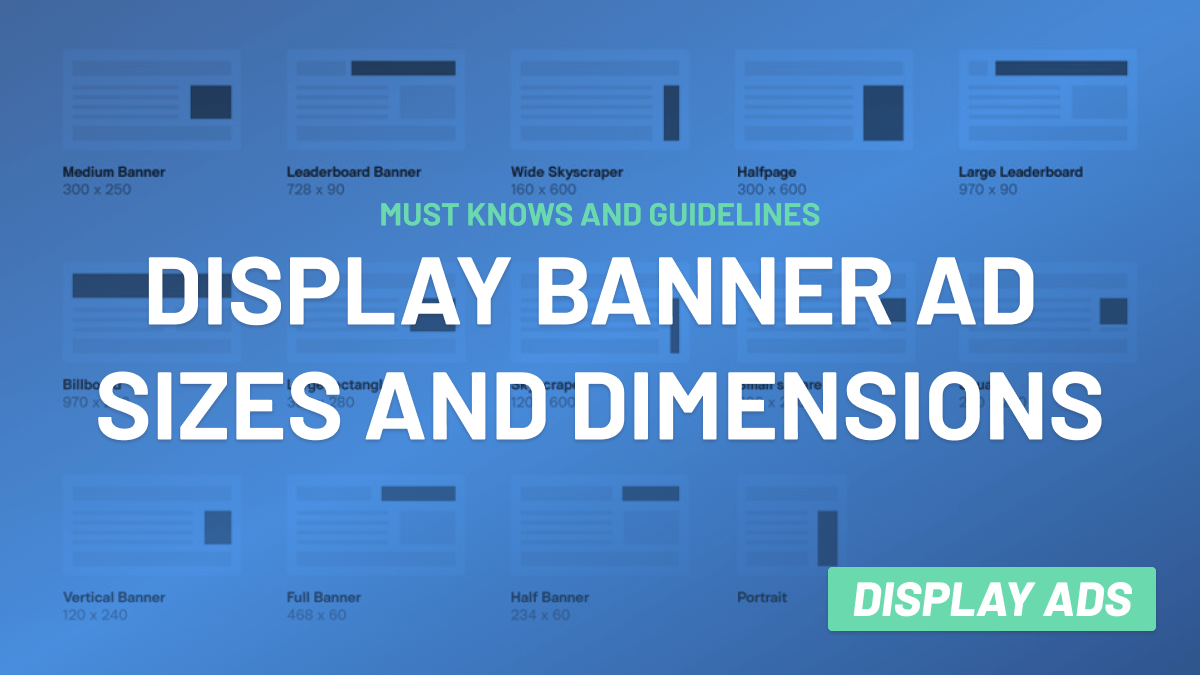 Medium Banner
300 x 250
Leaderboard Banner
728 x 90
Wide Skyscraper
160 x 600
Halfpage
300 x 600
Large Leaderboard
970 x 90
MUST KNOWS AND GUIDELINES
DISPLAY BANNER AD
SIZES AND DIMENSIONS
Vertical Banner
120 x 240
Full Banner
468 x 60
Half Banner
234 x 60
Portrait
DISPLAY ADS